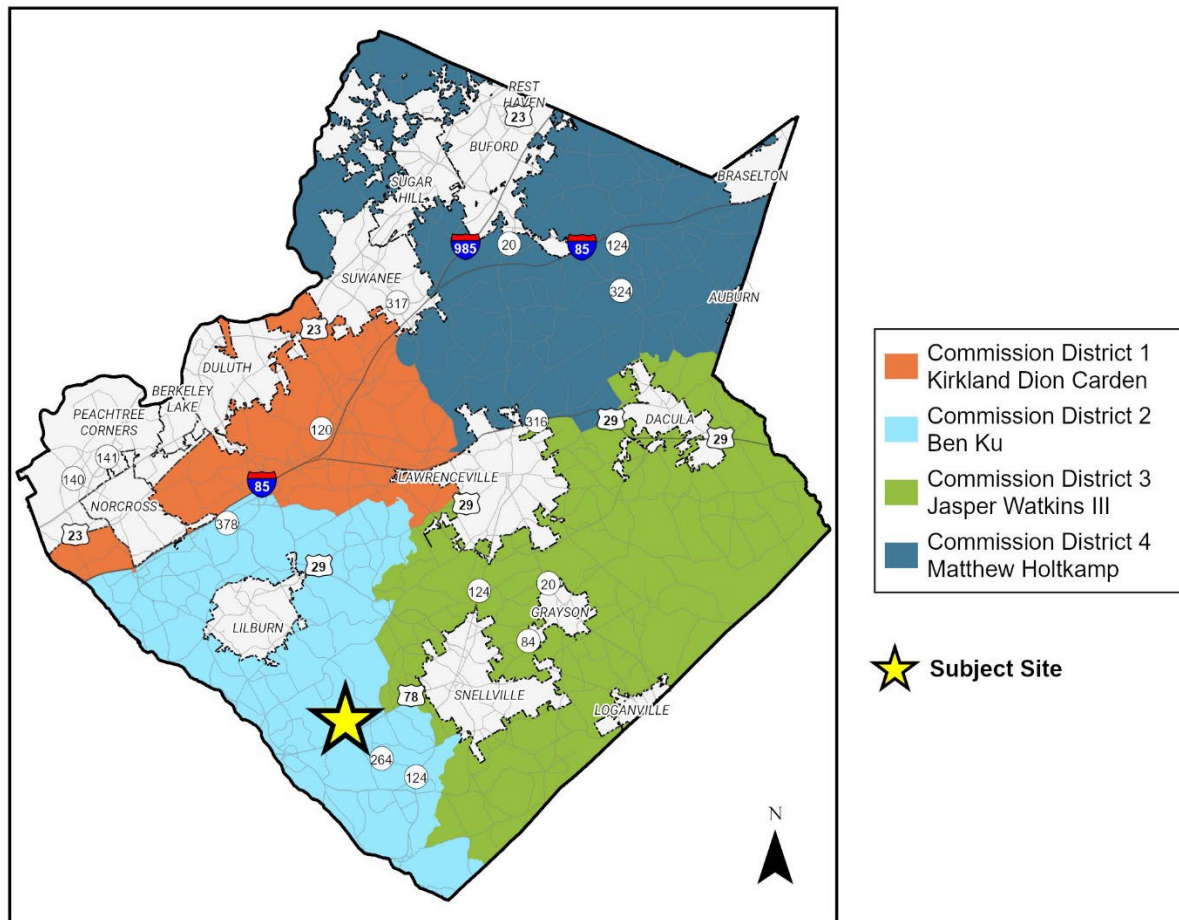 REST
HAVEN
23
BUFORD
BRASELTON
SUGAR
HILL
985
20
85
124
SUWANEE
324
317
AUBURN
23
DULUTH
BERKELEY
LAKE
PEACHTREE
CORNERS
120
316
29
DACULA
29
141
140
LAWRENCEVILLE
85
NORCROSS
29
378
23
29
20
124
GRAYSON
LILBURN
84
78
SNELLVILLE
LOGANVILLE
264
124
N
Commission District 1
Kirkland Dion Carden
Commission District 2
Ben Ku
Commission District 3
Jasper Watkins III
Commission District 4
Matthew Holtkamp
Subject Site